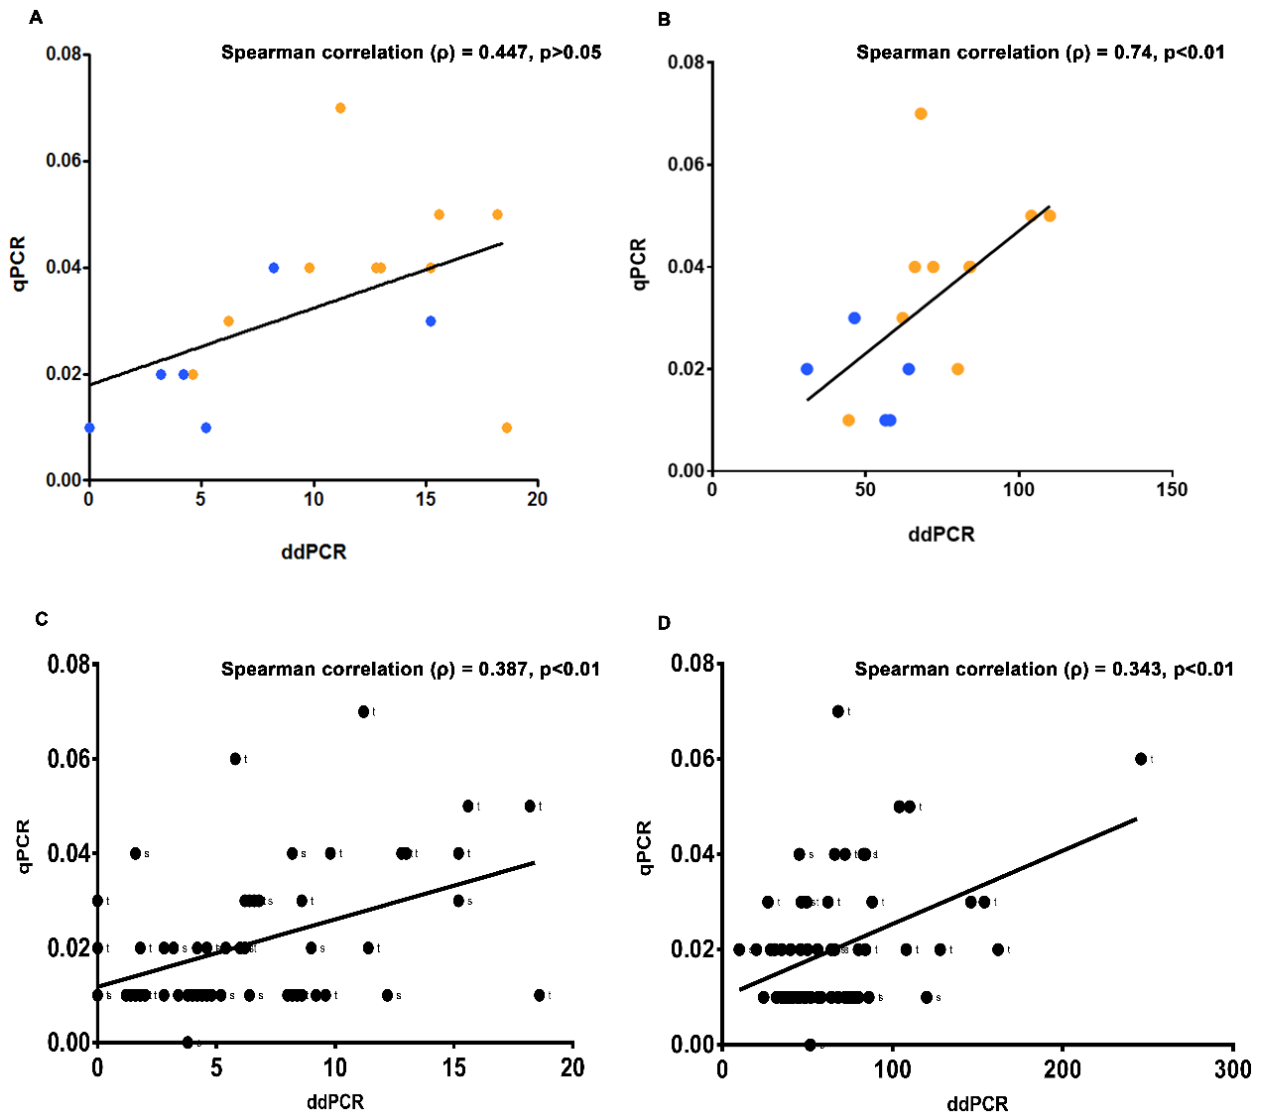 A
Spearman correlation (ρ) = 0.447, p>0.05
0.08
0.06
0.04
0.02
0.00
qPCR
0 5 10 15 20
ddPCR
B
Spearman correlation (ρ) = 0.74, p<0.01
0.08
0.06
0.04
0.02
0.00
qPCR
0 50 100 150
ddPCR
C
Spearman correlation (ρ) = 0.387, p<0.01
0.08
0.06
0.04
0.02
0.00
qPCR
0 5 10 15 20
ddPCR
D
Spearman correlation (ρ) = 0.343, p<0.01
0.08
0.06
0.04
0.02
0.00
qPCR
0 100 200 300
ddPCR